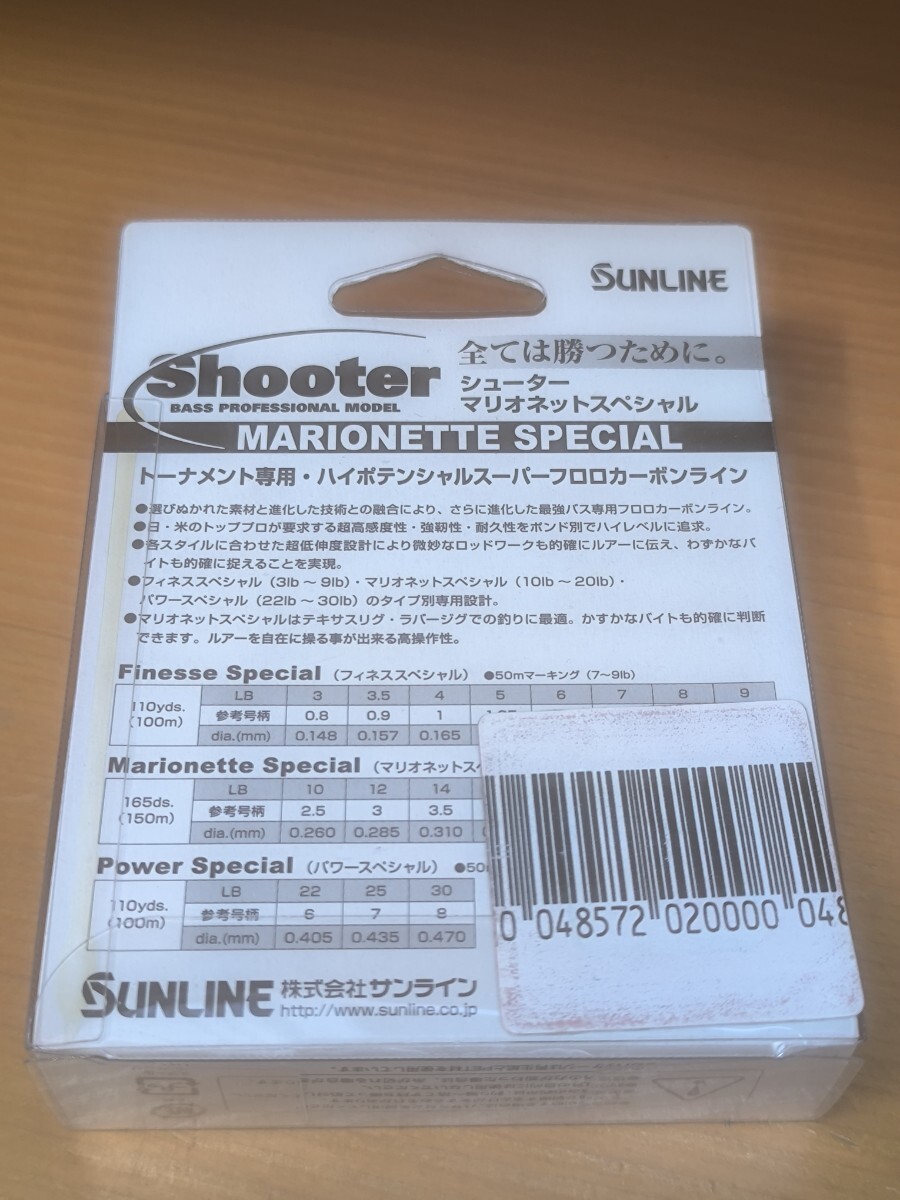 SUNLINE
全ては勝つために。
Shooter
BASS PROFESSIONAL MODEL
シューター
マリオネットスペシャル
MARIONETTE SPECIAL
トーナメント専用・ハイポテンシャルスーパーフロロカーボンライン
●選びぬかれた素材と進化した技術との融合により、さらに進化した最強バス専用フロロカーボンライン。
●日・米のトッププロが要求する超高感度性・強靭性・耐久性をポンド別でハイレベルに追求。
●各スタイルに合わせた超低伸度設計により微妙なロッドワークも的確にルアーに伝え、わずかなバ
イトも的確に捉えることを実現。
●フィネススペシャル（3lb～9lb）・マリオネットスペシャル（10lb～20lb）・
パワースペシャル（22lb～30lb）のタイプ別専用設計。
●マリオネットスペシャルはテキサスリグ・ラバージグでの釣りに最適。かすかなバイトも的確に判断
できます。ルアーを自在に操る事が出来る高操作性。
Finesse Special（フィネススペシャル）●50mマーキング（7～9lb）
110yds.
(100m)
LB 3 3.5 4 5 6 7 8 9
参考号柄 0.8 0.9 1
dia.(mm) 0.148 0.157 0.165
Marionette Special（マリオネットス
165ds.
(150m)
LB 10 12 14
参考号柄 2.5 3 3.5
dia.(mm) 0.260 0.285 0.310
Power Special（パワースペシャル）●50
110yds.
(100m)
LB 22 25 30
参考号柄 6 7 8
dia.(mm) 0.405 0.435 0.470
0 048572 020000 048
SUNLINE 株式会社サンライン
http://www.sunline.co.jp